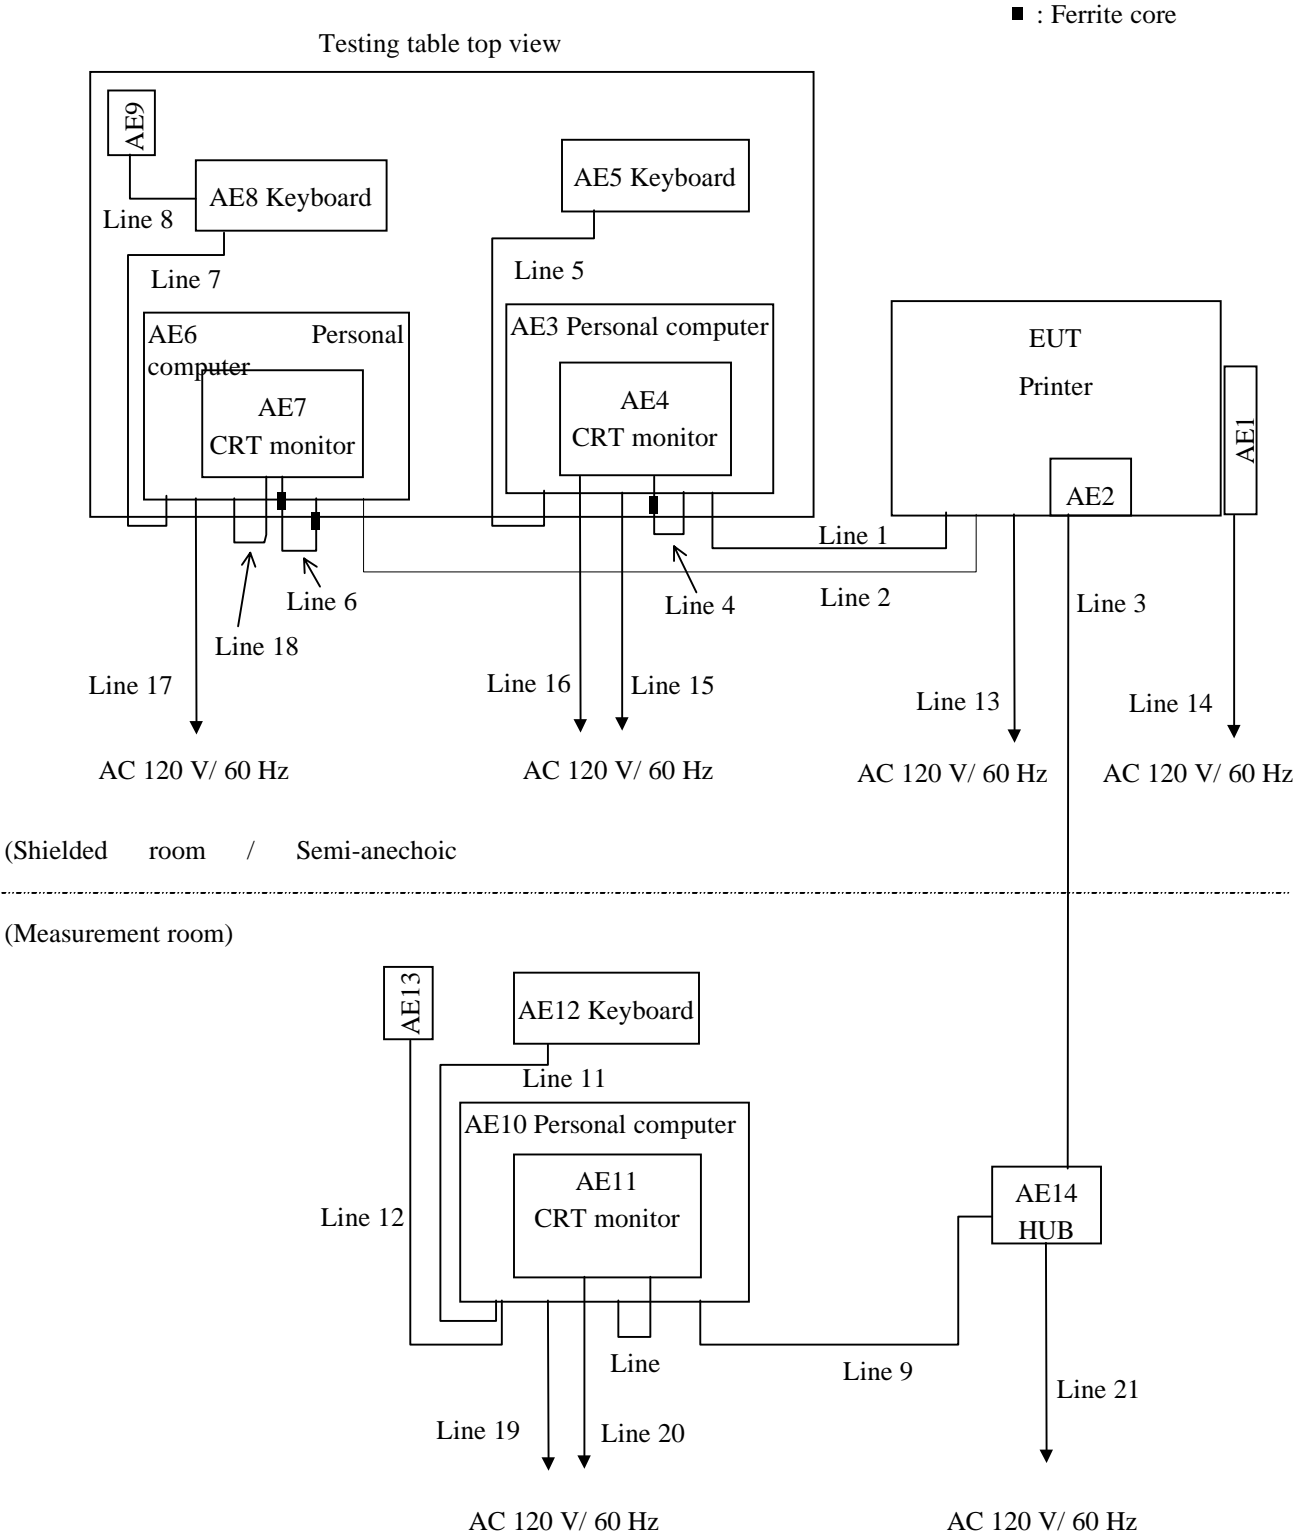 : Ferrite core
Testing table top view
AE9
AE8 Keyboard
AE5 Keyboard
Line 8
Line 7
Line 5
AE6 Personal
computer
AE3 Personal computer
EUT
Printer
AE7
CRT monitor
AE4
CRT monitor
AE1
AE2
Line 1
Line 2
Line 3
Line 6
Line 4
Line 18
Line 17
Line 16
Line 15
Line 13
Line 14
AC 120 V/ 60 Hz
AC 120 V/ 60 Hz
AC 120 V/ 60 Hz
AC 120 V/ 60 Hz
(Shielded room / Semi-anechoic
(Measurement room)
AE13
AE12 Keyboard
Line 11
AE10 Personal computer
AE11
CRT monitor
Line 12
AE14
HUB
Line
Line 9
Line 21
Line 19
Line 20
AC 120 V/ 60 Hz
AC 120 V/ 60 Hz